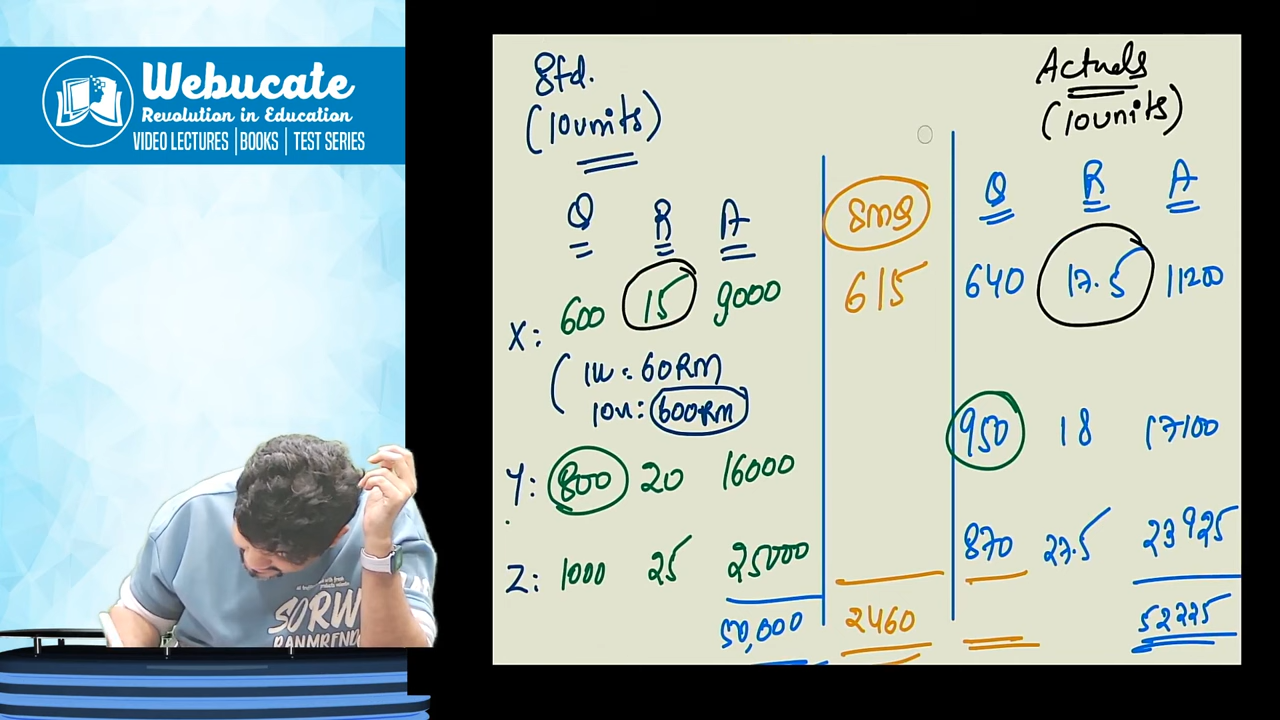 Webucate
Revolution in Education
VIDEO LECTURES | BOOKS | TEST SERIES
SORRW
Std.
(10units)
Actuals
(10units)
Q R A SMQ Q R A
X: 600 15 9000 615 640 17.5 11200
(1u = 60RM
10u: 600RM
Y: 800 20 16000 950 18 17100
Z: 1000 25 25000 870 27.5 23925
50,000 2460 52225